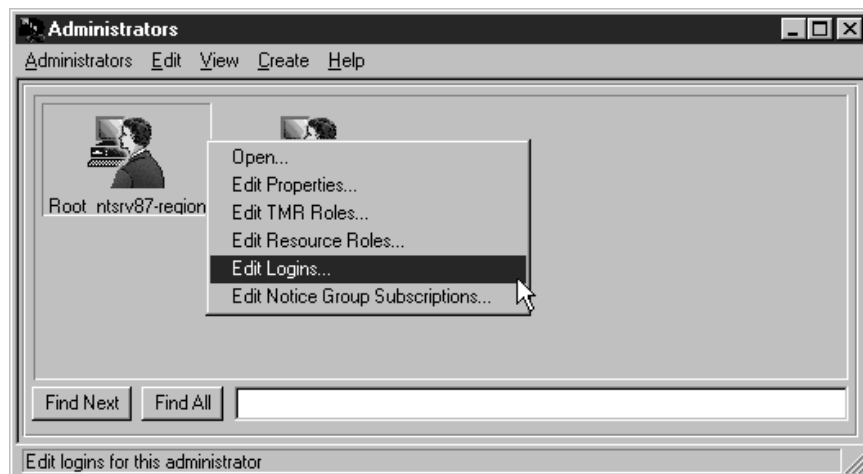 Administrators
Administrators Edit View Create Help
Root_ntsrv87-region
Open...
Edit Properties...
Edit TMR Roles...
Edit Resource Roles...
Edit Logins...
Edit Notice Group Subscriptions...
Find Next Find All
Edit logins for this administrator